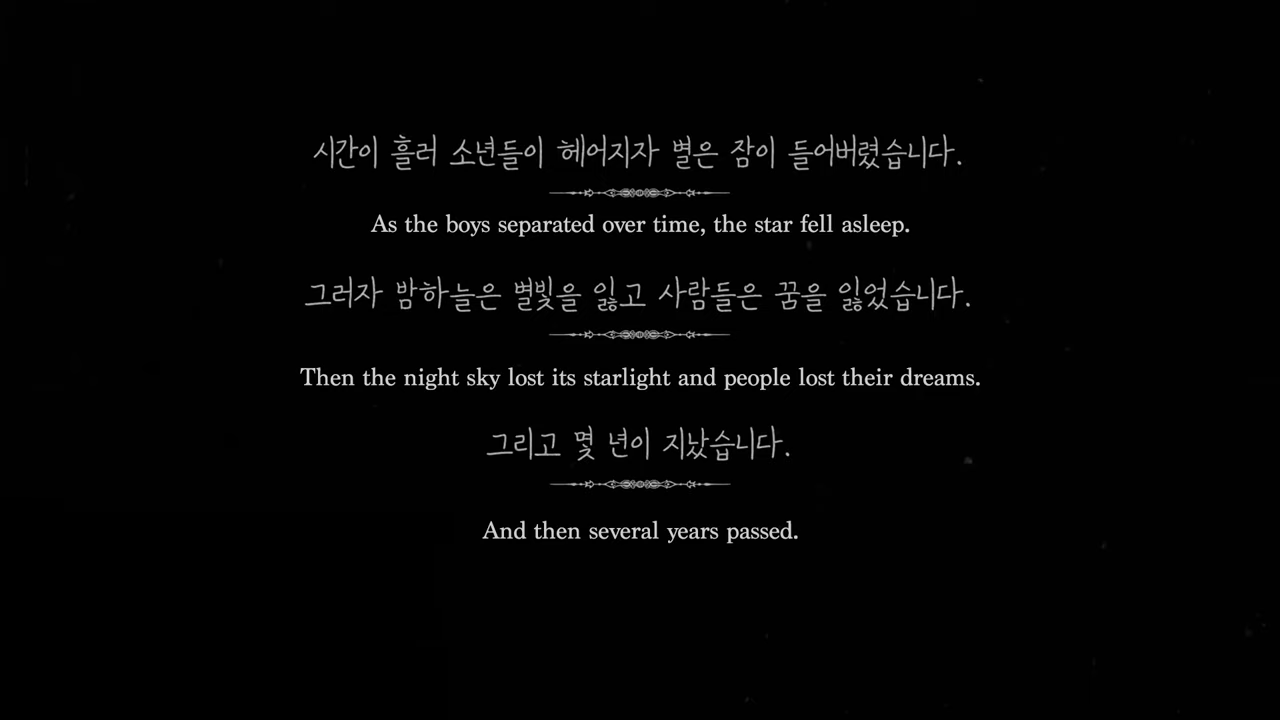 시간이 흘러 소년들이 헤어지자 별은 잠이 들어버렸습니다.
As the boys separated over time, the star fell asleep.
그러자 밤하늘은 별빛을 잃고 사람들은 꿈을 잃었습니다.
Then the night sky lost its starlight and people lost their dreams.
그리고 몇 년이 지났습니다.
And then several years passed.